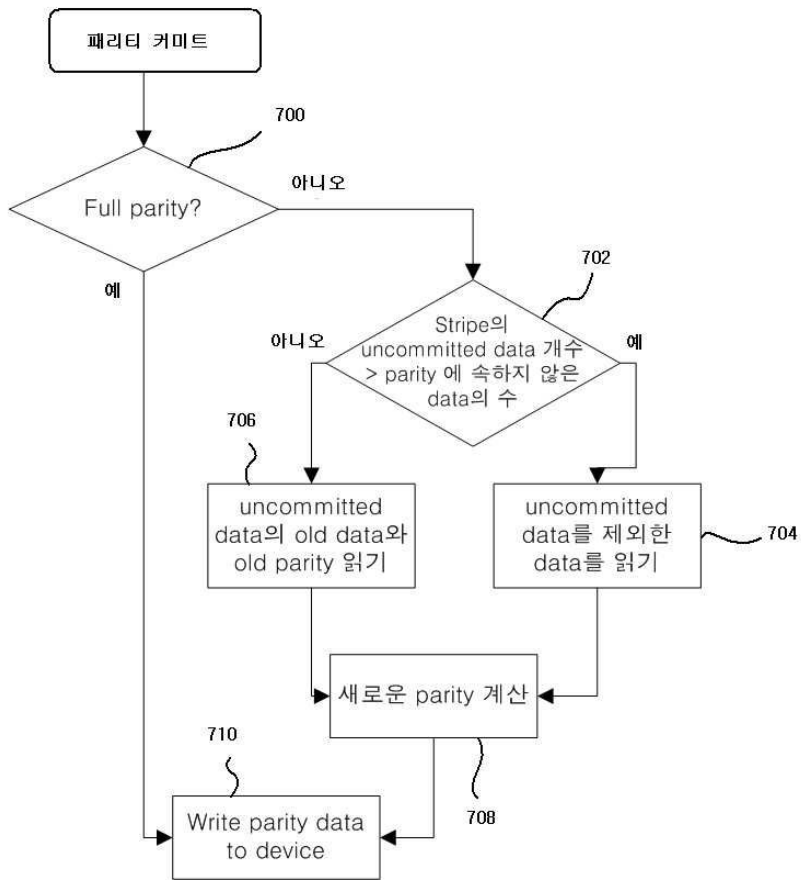 패리티 커미트
700
Full parity?
아니오
예
702
Stripe의
uncommitted data 개수
> parity 에 속하지 않은
data의 수
아니오
예
706
uncommitted
data의 old data와
old parity 읽기
uncommitted
data를 제외한
data를 읽기
704
새로운 parity 계산
708
710
Write parity data
to device